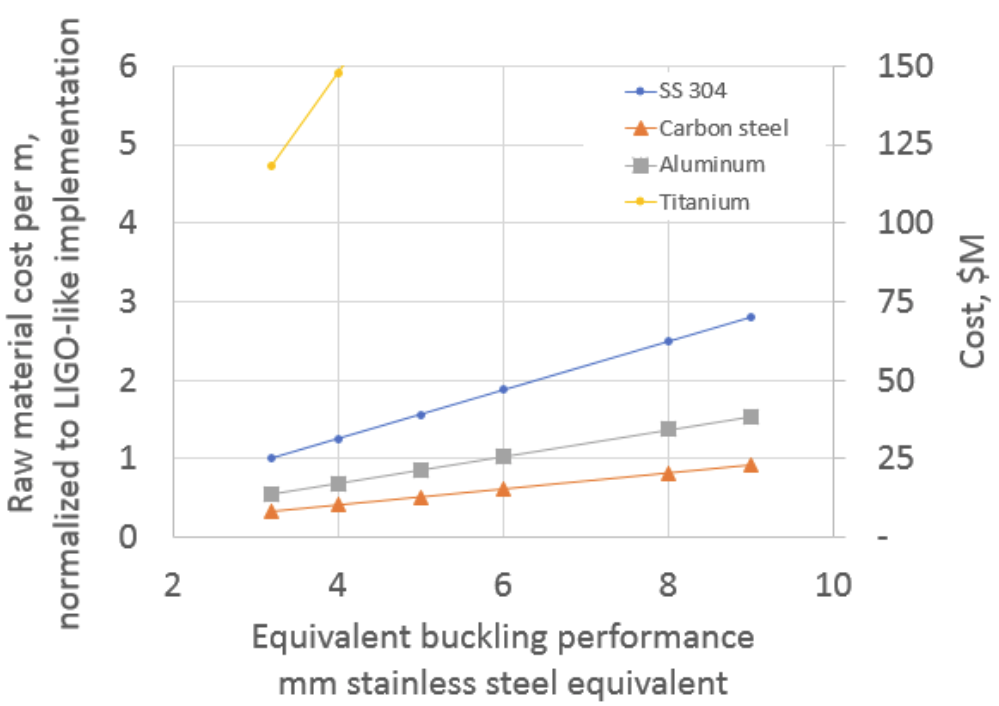 Raw material cost per m,
normalized to LIGO-like implementation
6
5
4
3
2
1
0
150
125
100
75
50
25
-
Cost, $M
SS 304
Carbon steel
Aluminum
Titanium
2 4 6 8 10
Equivalent buckling performance
mm stainless steel equivalent